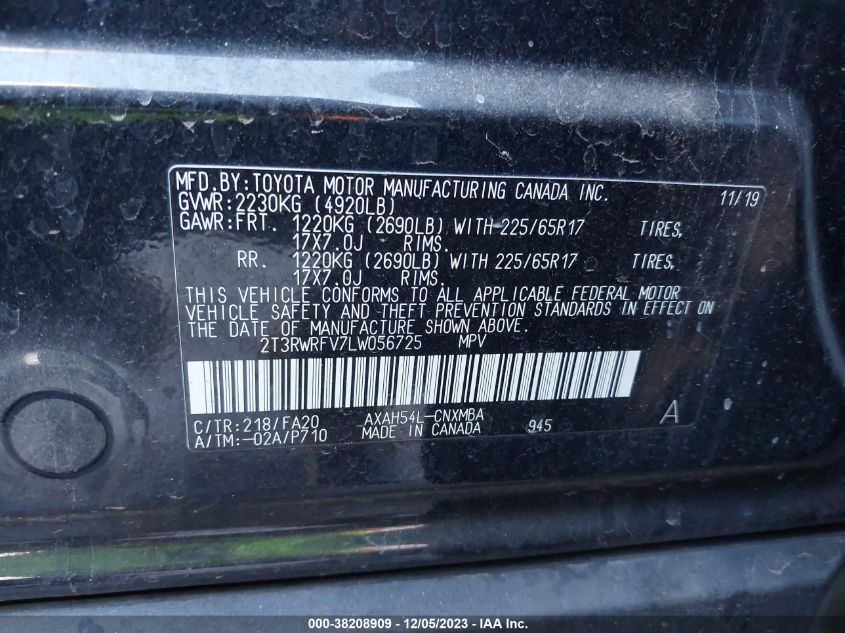 MFD.BY:TOYOTA MOTOR MANUFACTURING CANADA INC. 11/19
GVWR:2230KG (4920LB)
GAWR:FRT. 1220KG (2690LB) WITH 225/65R17 TIRES,
17X7.0J RIMS.
RR. 1220KG (2690LB) WITH 225/65R17 TIRES,
17X7.0J RIMS.
THIS VEHICLE CONFORMS TO ALL APPLICABLE FEDERAL MOTOR
VEHICLE SAFETY AND THEFT PREVENTION STANDARDS IN EFFECT ON
THE DATE OF MANUFACTURE SHOWN ABOVE.
2T3RWRFV7LW056725 MPV
C/TR:218/FA20 AXAH54L-CNXMBA
A/TM:-02A/P710 MADE IN CANADA 945 A
000-38208909 - 12/05/2023 - IAA Inc.